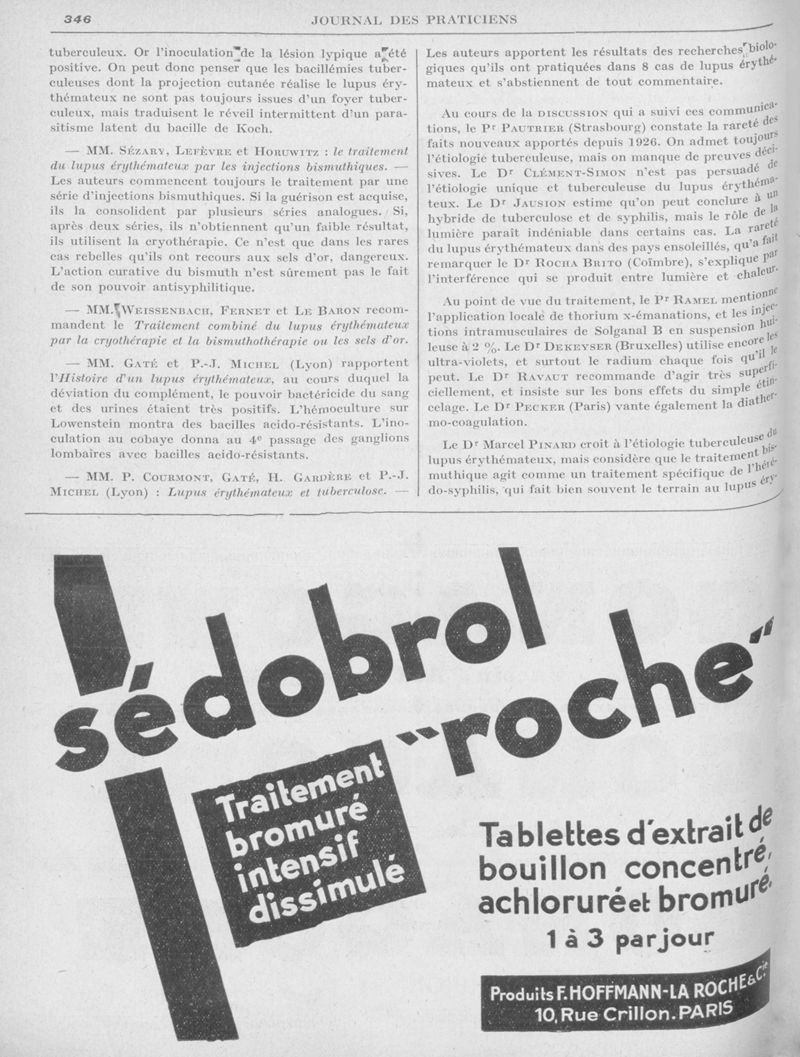 346
JOURNAL DES PRATICIENS
tuberculeux. Or l'inoculation de la lésion lypique a été
positive. On peut donc penser que les bacillémies tuber-
culeuses dont la projection cutanée réalise le lupus éry-
thémateux ne sont pas toujours issues d'un foyer tuber-
culeux, mais traduisent le réveil intermittent d'un para-
sitisme latent du bacille de Koch.
— MM. SÉZARY, LEFÈVRE et HORUWITZ : le traitement
du lupus érythémateux par les injections bismuthiques. —
Les auteurs commencent toujours le traitement par une
série d'injections bismuthiques. Si la guérison est acquise,
ils la consolident par plusieurs séries analogues. Si,
après deux séries, ils n'obtiennent qu'un faible résultat,
ils utilisent la cryothérapie. Ce n'est que dans les rares
cas rebelles qu'ils ont recours aux sels d'or, dangereux.
L'action curative du bismuth n'est sûrement pas le fait
de son pouvoir antisyphilitique.
— MM. WEISSENBACH, FERNET et LE BARON recom-
mandent le Traitement combiné du lupus érythémateux
par la cryothérapie et la bismuthothérapie ou les sels d'or.
— MM. GATÉ et P.-J. MICHEL (Lyon) rapportent
l'Histoire d'un lupus érythémateux, au cours duquel la
déviation du complément, le pouvoir bactéricide du sang
et des urines étaient très positifs. L'hémoculture sur
Lowenstein montra des bacilles acido-résistants. L'ino-
culation au cobaye donna au 4e passage des ganglions
lombaires avec bacilles acido-résistants.
— MM. P. COURMONT, GATÉ, H. GARDÈRE et P.-J.
MICHEL (Lyon) : Lupus érythémateux et tuberculose. —
Les auteurs apportent les résultats des recherches biolo-
giques qu'ils ont pratiquées dans 8 cas de lupus érythé-
mateux et s'abstiennent de tout commentaire.
Au cours de la DISCUSSION qui a suivi ces communica-
tions, le Pr PAUTRIER (Strasbourg) constate la rareté des
faits nouveaux apportés depuis 1926. On admet toujours
l'étiologie tuberculeuse, mais on manque de preuves déci-
sives. Le Dr CLÉMENT-SIMON n'est pas persuadé de
l'étiologie unique et tuberculeuse du lupus érythéma-
teux. Le Dr JAUSION estime qu'on peut conclure à un
hybride de tuberculose et de syphilis, mais le rôle de la
lumière paraît indéniable dans certains cas. La rareté
du lupus érythémateux dans des pays ensoleillés, qu'a fait
remarquer le Dr ROCHA BRITO (Coïmbre), s'explique par
l'interférence qui se produit entre lumière et chaleur.
Au point de vue du traitement, le Pr RAMEL mentionne
l'application locale de thorium x-émanations, et les injec-
tions intramusculaires de Solganal B en suspension hui-
leuse à 2 %. Le Dr DEKEYSER (Bruxelles) utilise encore les
ultra-violets, et surtout le radium chaque fois qu'il le
peut. Le Dr RAVAUT recommande d'agir très superfi-
ciellement, et insiste sur les bons effets du simple étin-
celage. Le Dr PECKER (Paris) vante également la diather-
mo-coagulation.
Le Dr Marcel PINARD croit à l'étiologie tuberculeuse du
lupus érythémateux, mais considère que le traitement bis-
muthique agit comme un traitement spécifique de l'héré-
do-syphilis, qui fait bien souvent le terrain au lupus éry-
sédobrol
"roche"
Traitement
bromuré
intensif
dissimulé
Tablettes d'extrait de
bouillon concentré,
achloruré et bromuré.
1 à 3 par jour
Produits F. HOFFMANN-LA ROCHE & Cie
10, Rue Crillon. PARIS